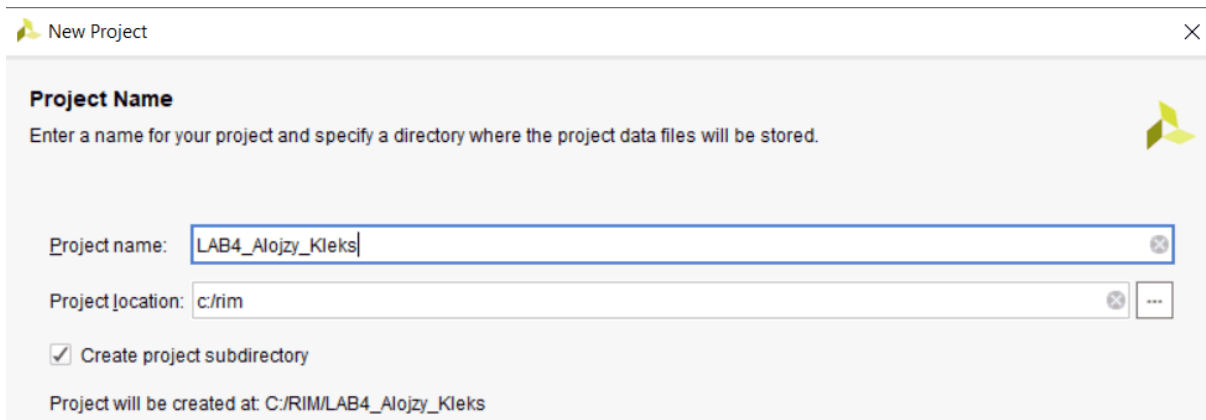 New Project
Project Name
Enter a name for your project and specify a directory where the project data files will be stored.
Project name: LAB4_Alojzy_Kleks
Project location: c:/rim
Create project subdirectory
Project will be created at: C:/RIM/LAB4_Alojzy_Kleks